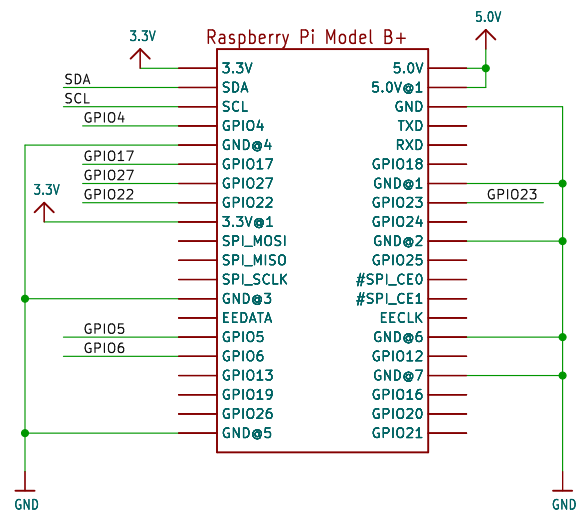 5.0V
3.3V
Raspberry Pi Model B+
3.3V 5.0V
SDA SDA 5.0V@1
SCL SCL GND
GPIO4 GPIO4 TXD
GND@4 RXD
GPIO17 GPIO17 GPIO18
GPIO27 GPIO27 GND@1
3.3V GPIO22 GPIO22 GPIO23 GPIO23
3.3V@1 GPIO24
SPI_MOSI GND@2
SPI_MISO GPIO25
SPI_SCLK #SPI_CE0
GND@3 #SPI_CE1
EEDATA EECLK
GPIO5 GPIO5 GND@6
GPIO6 GPIO6 GPIO12
GPIO13 GND@7
GPIO19 GPIO16
GPIO26 GPIO20
GND@5 GPIO21
GND GND